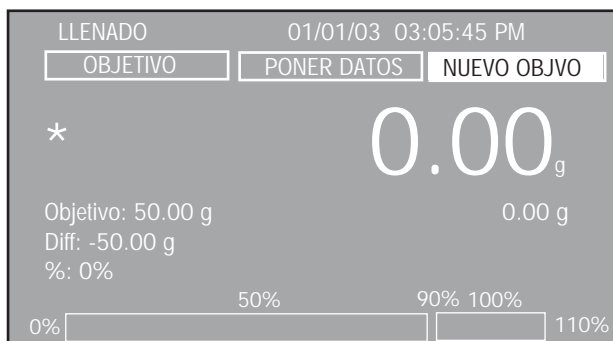 LLENADO 01/01/03 03:05:45 PM
OBJETIVO PONER DATOS NUEVO OBJVO
* 0.00 g
Objetivo: 50.00 g 0.00 g
Diff: -50.00 g
%: 0%
50% 90% 100%
0% 110%